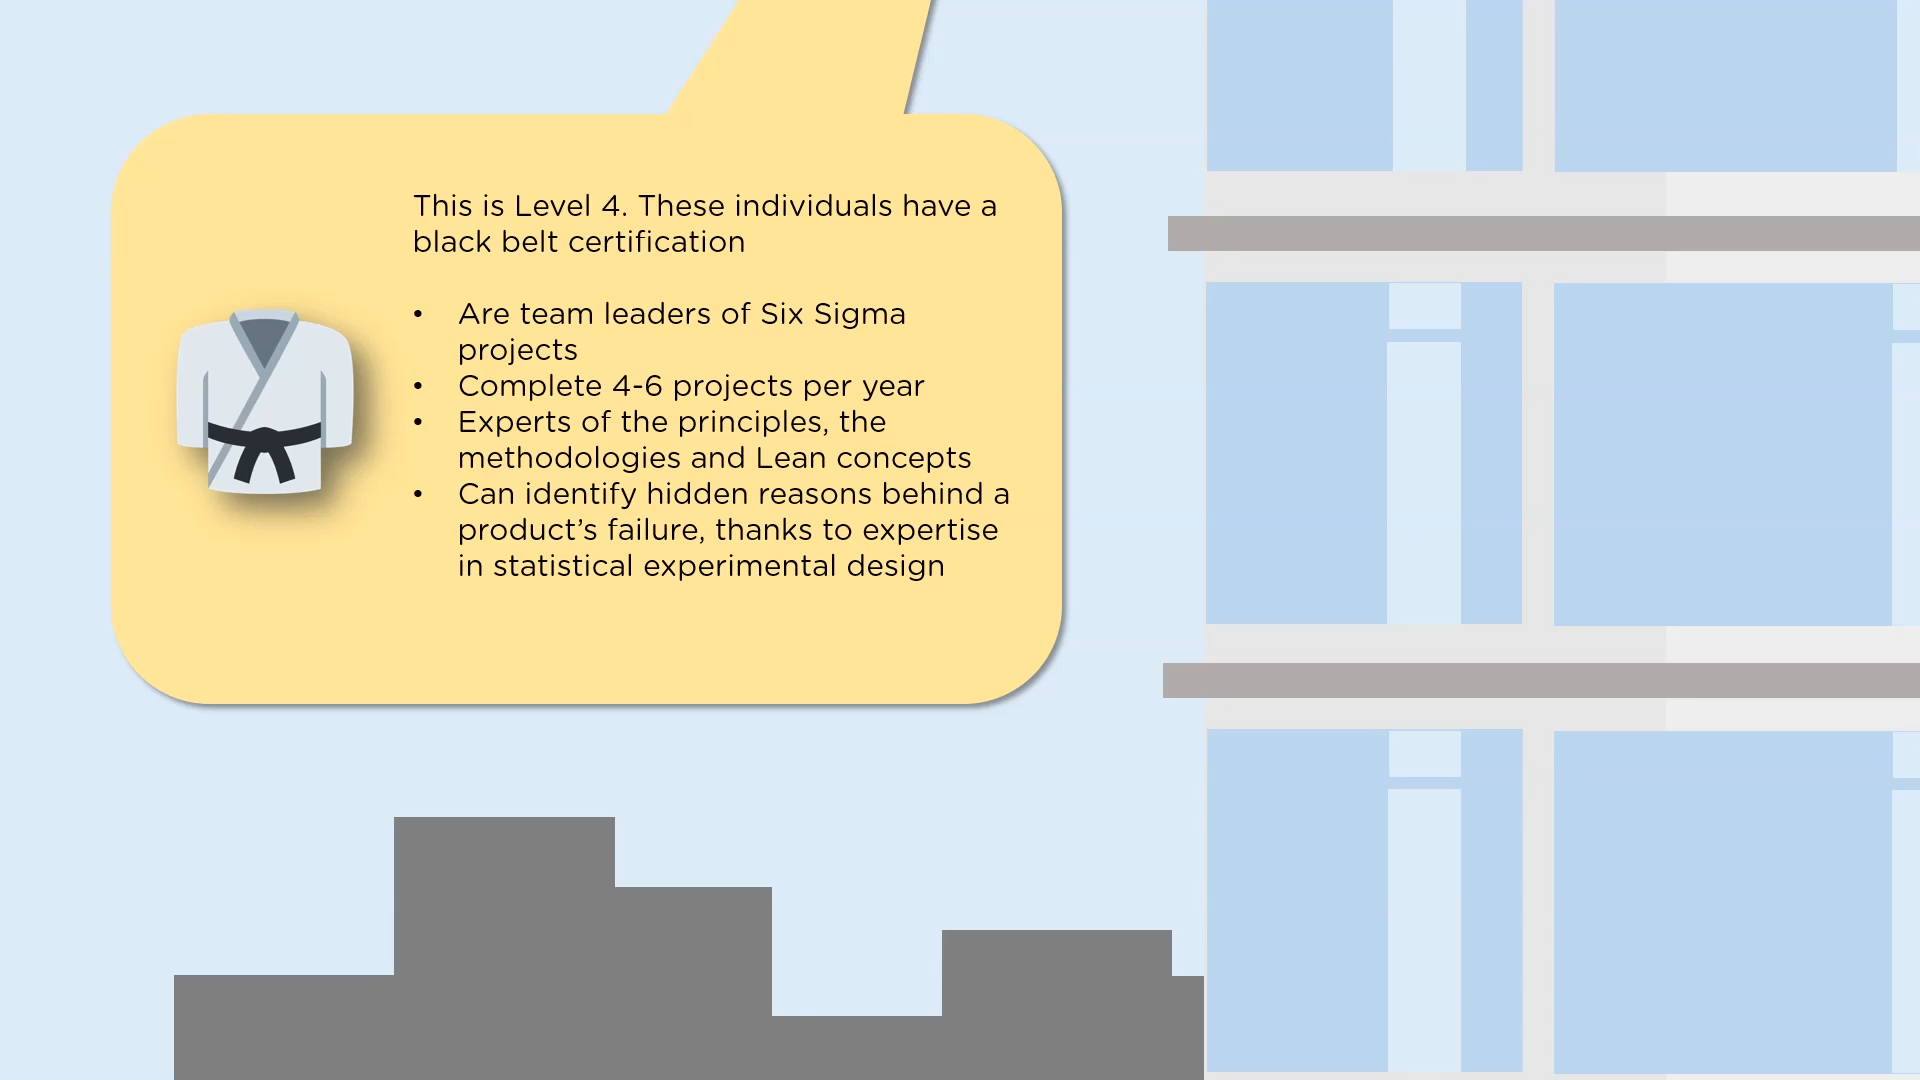 This is Level 4. These individuals have a
black belt certification
• Are team leaders of Six Sigma
projects
• Complete 4-6 projects per year
• Experts of the principles, the
methodologies and Lean concepts
• Can identify hidden reasons behind a
product’s failure, thanks to expertise
in statistical experimental design